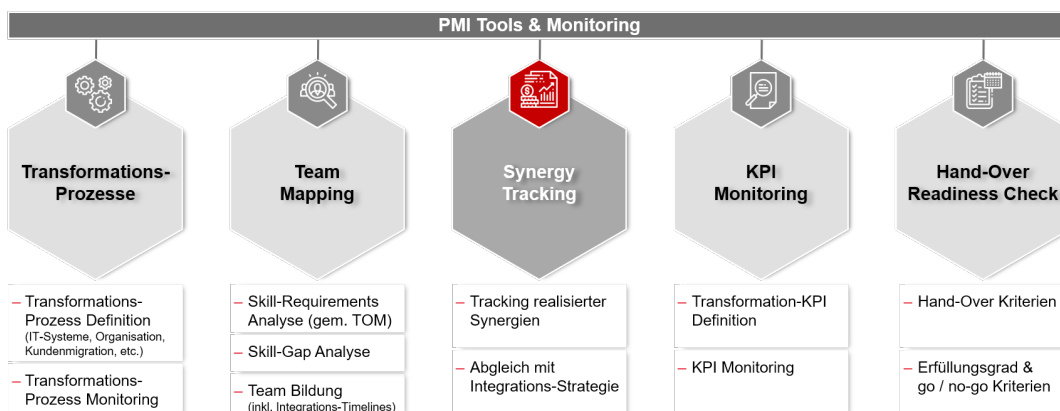 PMI Tools & Monitoring
Transformations-
Prozesse
Team
Mapping
Synergy
Tracking
KPI
Monitoring
Hand-Over
Readiness Check
– Transformations-
Prozess Definition
(IT-Systeme, Organisation,
Kundenmigration, etc.)
– Transformations-
Prozess Monitoring
– Skill-Requirements
Analyse (gem. TOM)
– Skill-Gap Analyse
– Team Bildung
(inkl. Integrations-Timelines)
– Tracking realisierter
Synergien
– Abgleich mit
Integrations-Strategie
– Transformation-KPI
Definition
– KPI Monitoring
– Hand-Over Kriterien
– Erfüllungsgrad &
go / no-go Kriterien